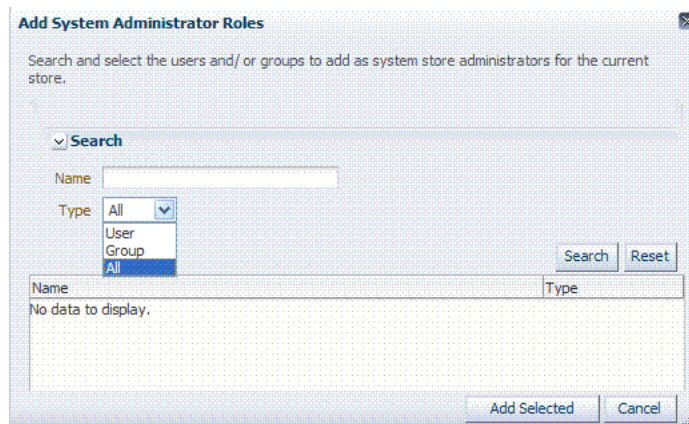 Add System Administrator Roles
Search and select the users and/ or groups to add as system store administrators for the current
store.
Search
Name
Type All
User
Group
All
Search Reset
Name Type
No data to display.
Add Selected Cancel